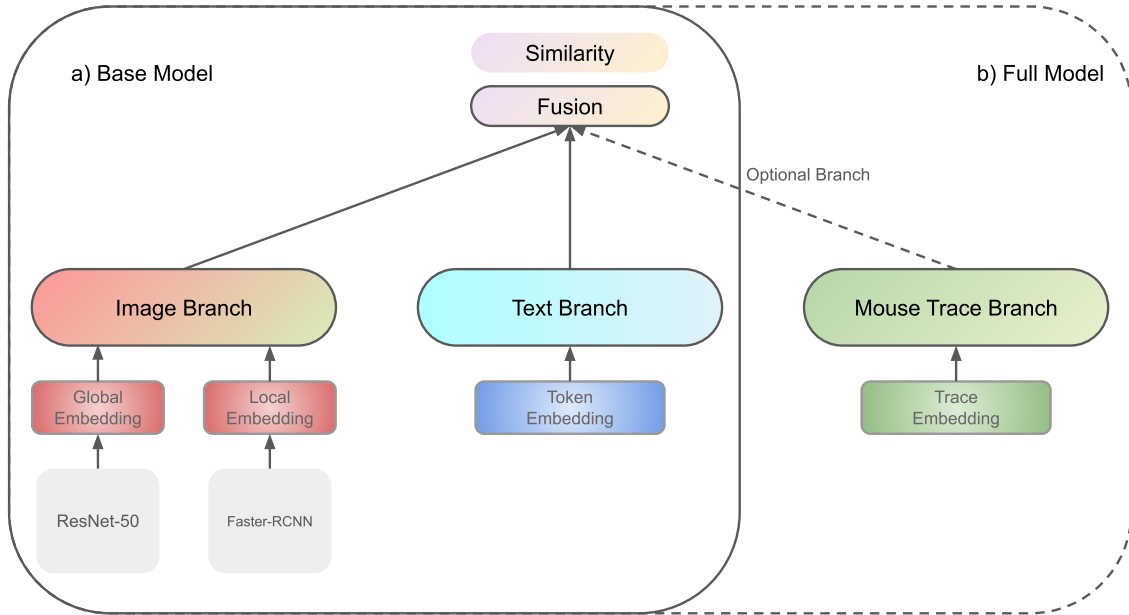 Similarity
a) Base Model
b) Full Model
Fusion
Optional Branch
Image Branch
Text Branch
Mouse Trace Branch
Global
Embedding
Local
Embedding
Token
Embedding
Trace
Embedding
ResNet-50
Faster-RCNN